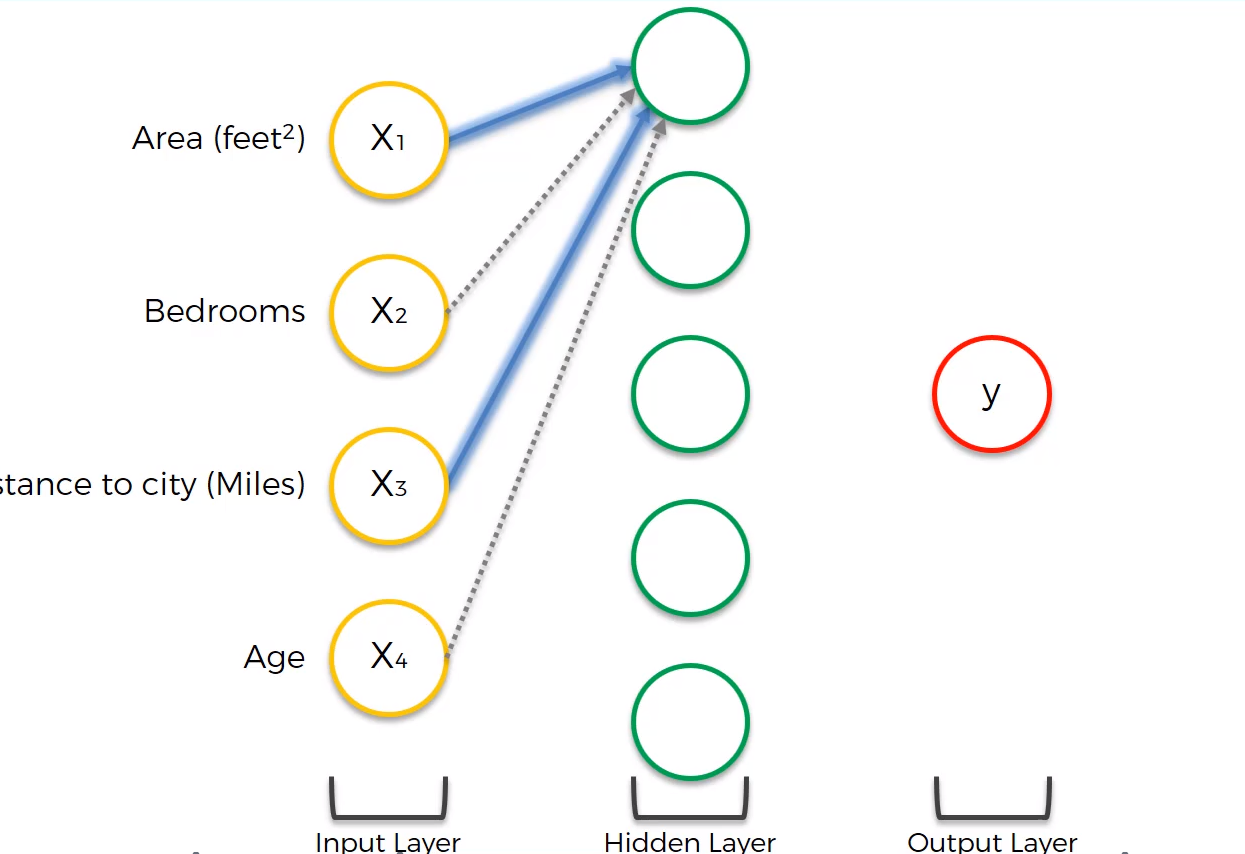 Area (feet²)
X₁
Bedrooms
X₂
stance to city (Miles)
X₃
Age
X₄
y
Input Layer
Hidden Layer
Output Layer